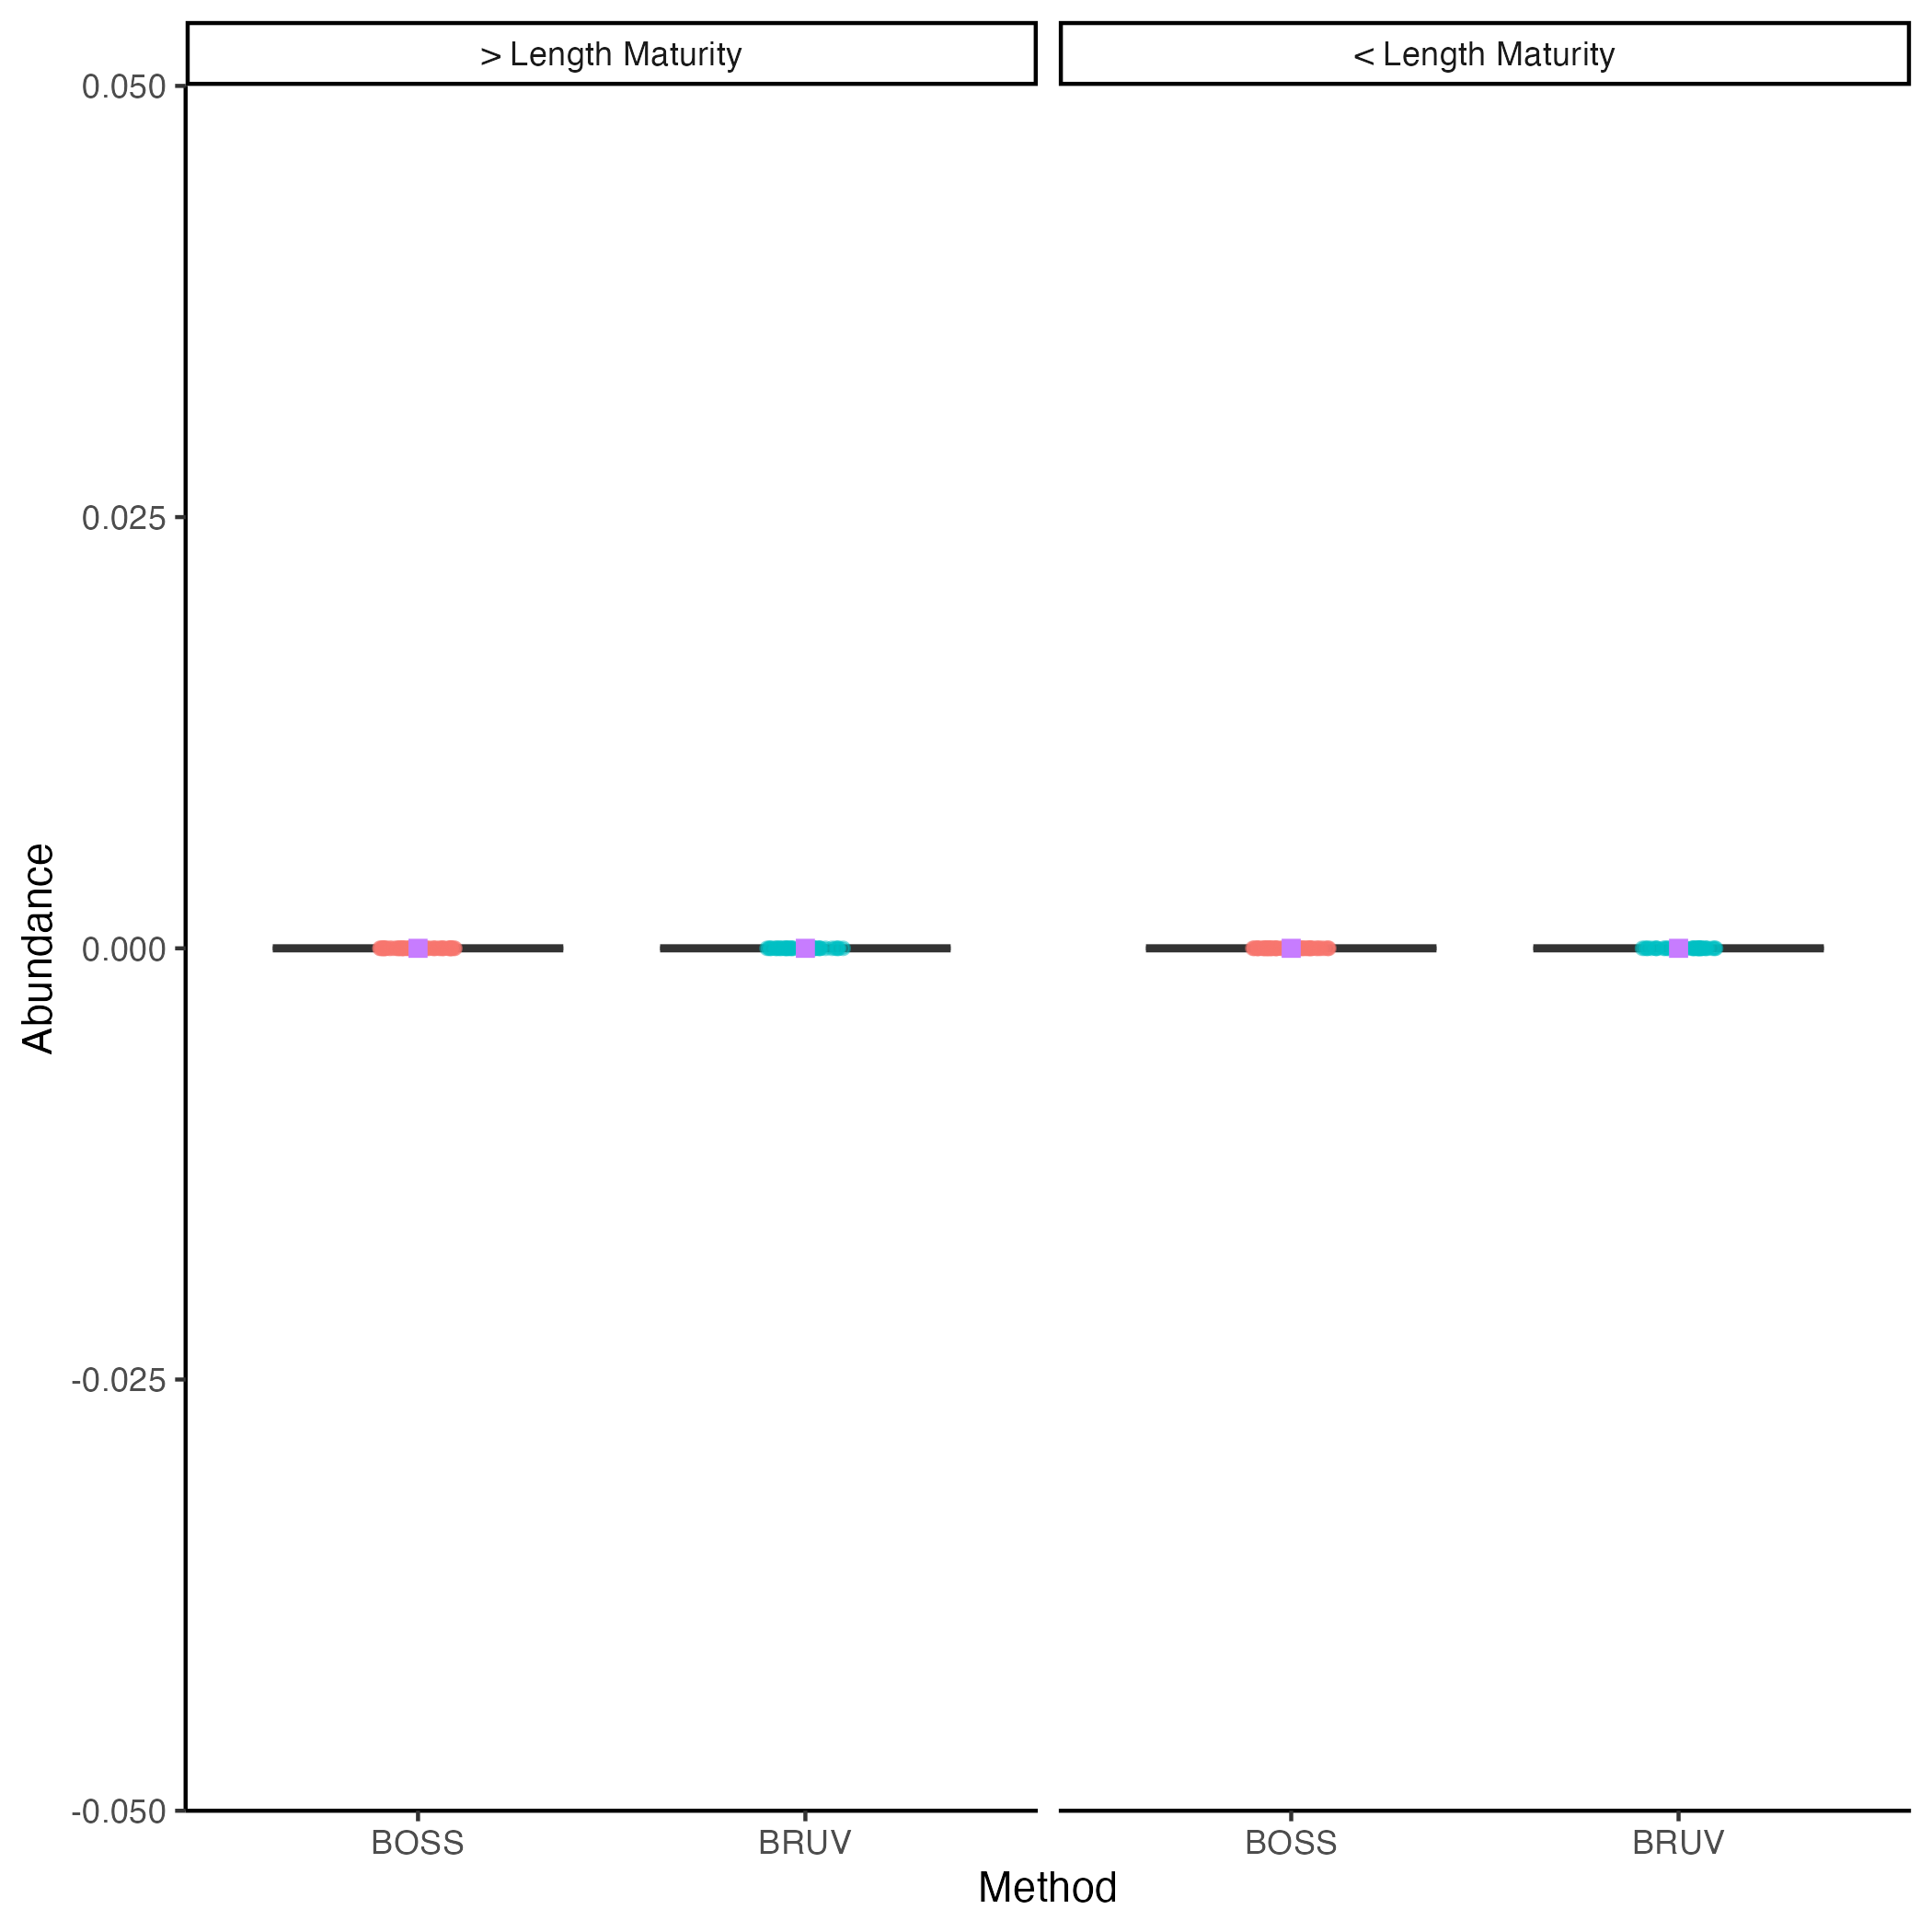 > Length Maturity
< Length Maturity
0.050
0.025
0.000
-0.025
-0.050
Abundance
BOSS
BRUV
BOSS
BRUV
Method